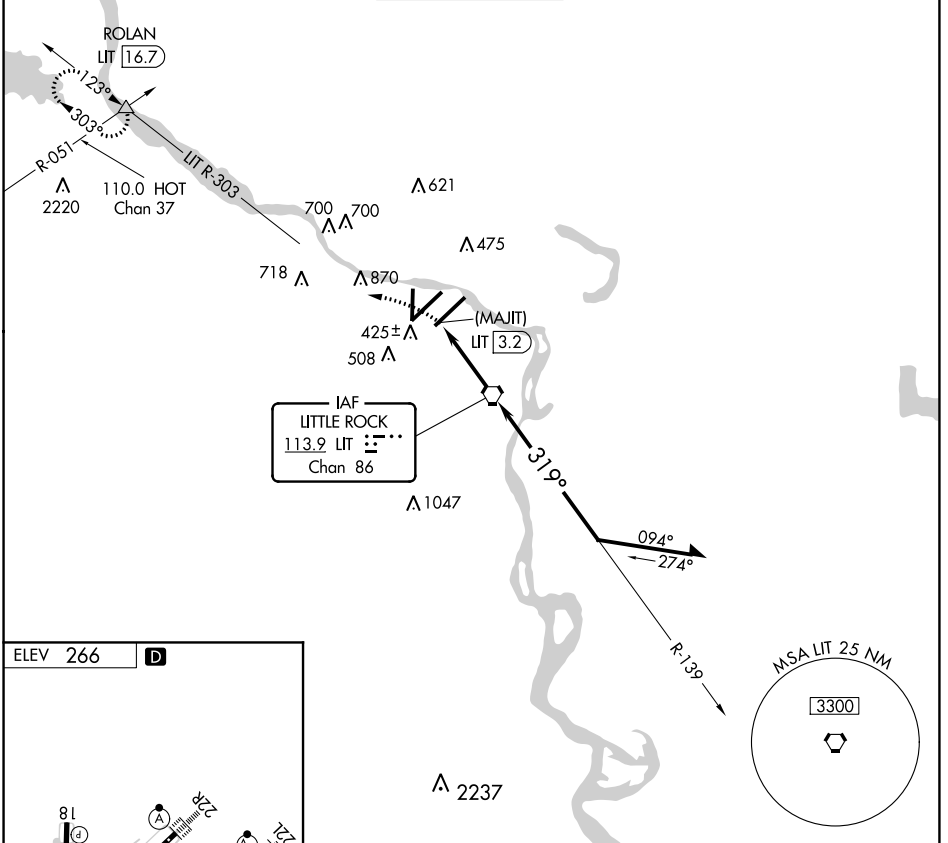 ROLAN
LIT 16.7
123°
303°
R-051
110.0 HOT
Chan 37
2220
LIT R-303
621
700 700
475
718
870
(MAJIT)
LIT 3.2
425±
508
IAF
LITTLE ROCK
113.9 LIT
Chan 86
319°
1047
094°
274°
R-139
MSA LIT 25 NM
3300
ELEV 266 D
2237
18
P
A
22R
22L